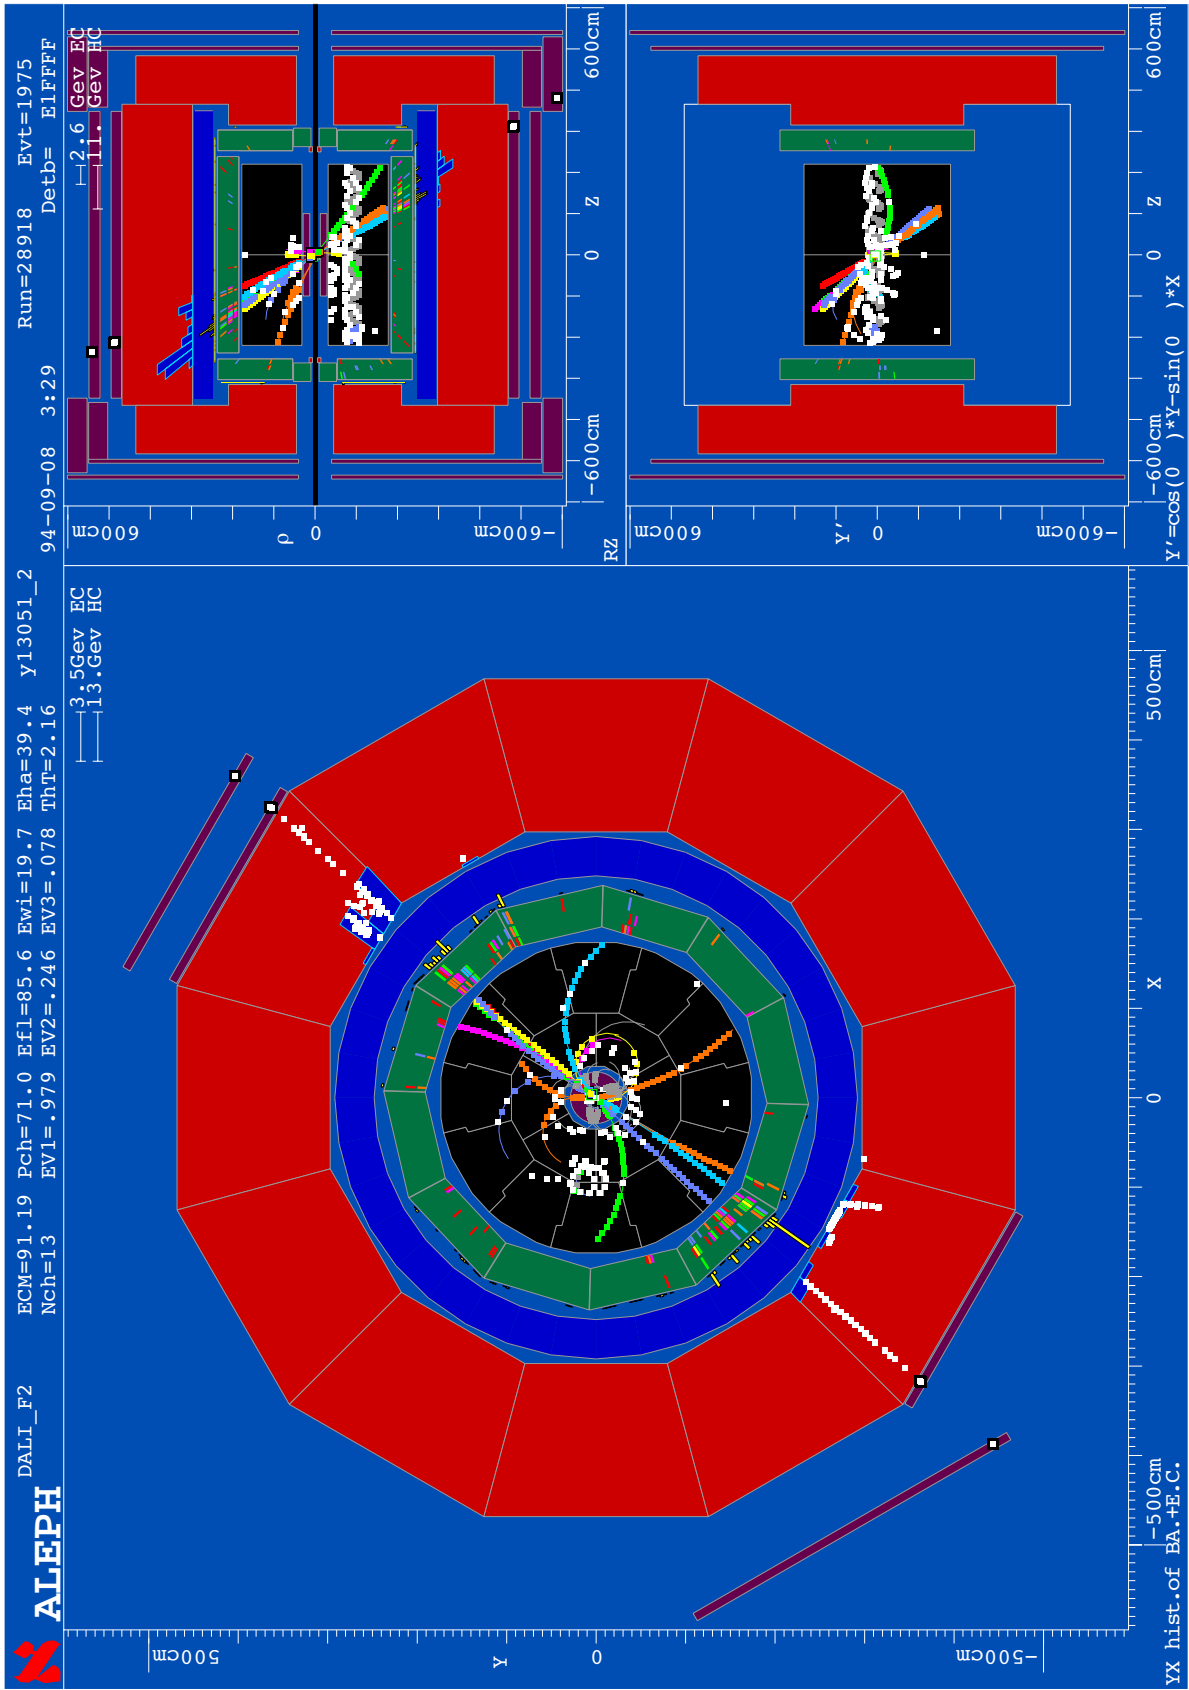 ALEPH DALI_F2 ECM=91.19 Pch=71.0 Efl=85.6 Ewi=19.7 Eha=39.4 y13051_2
Nch=13 EV1=.979 EV2=.246 EV3=.078 ThT=2.16
94-09-08 3:29 Run=28918 Evt=1975
Detb= E1FFFF
3.5Gev EC
13.Gev HC
-500cm 0 X 500cm
YX hist.of BA.+E.C.
500cm Y 0 -500cm
2.6 Gev EC
11. Gev HC
-600cm 0 Z 600cm
RZ
600cm ρ 0 -600cm
-600cm 0 Z 600cm
600cm Y' 0 -600cm
Y'=cos(0 )*Y-sin(0 )*X